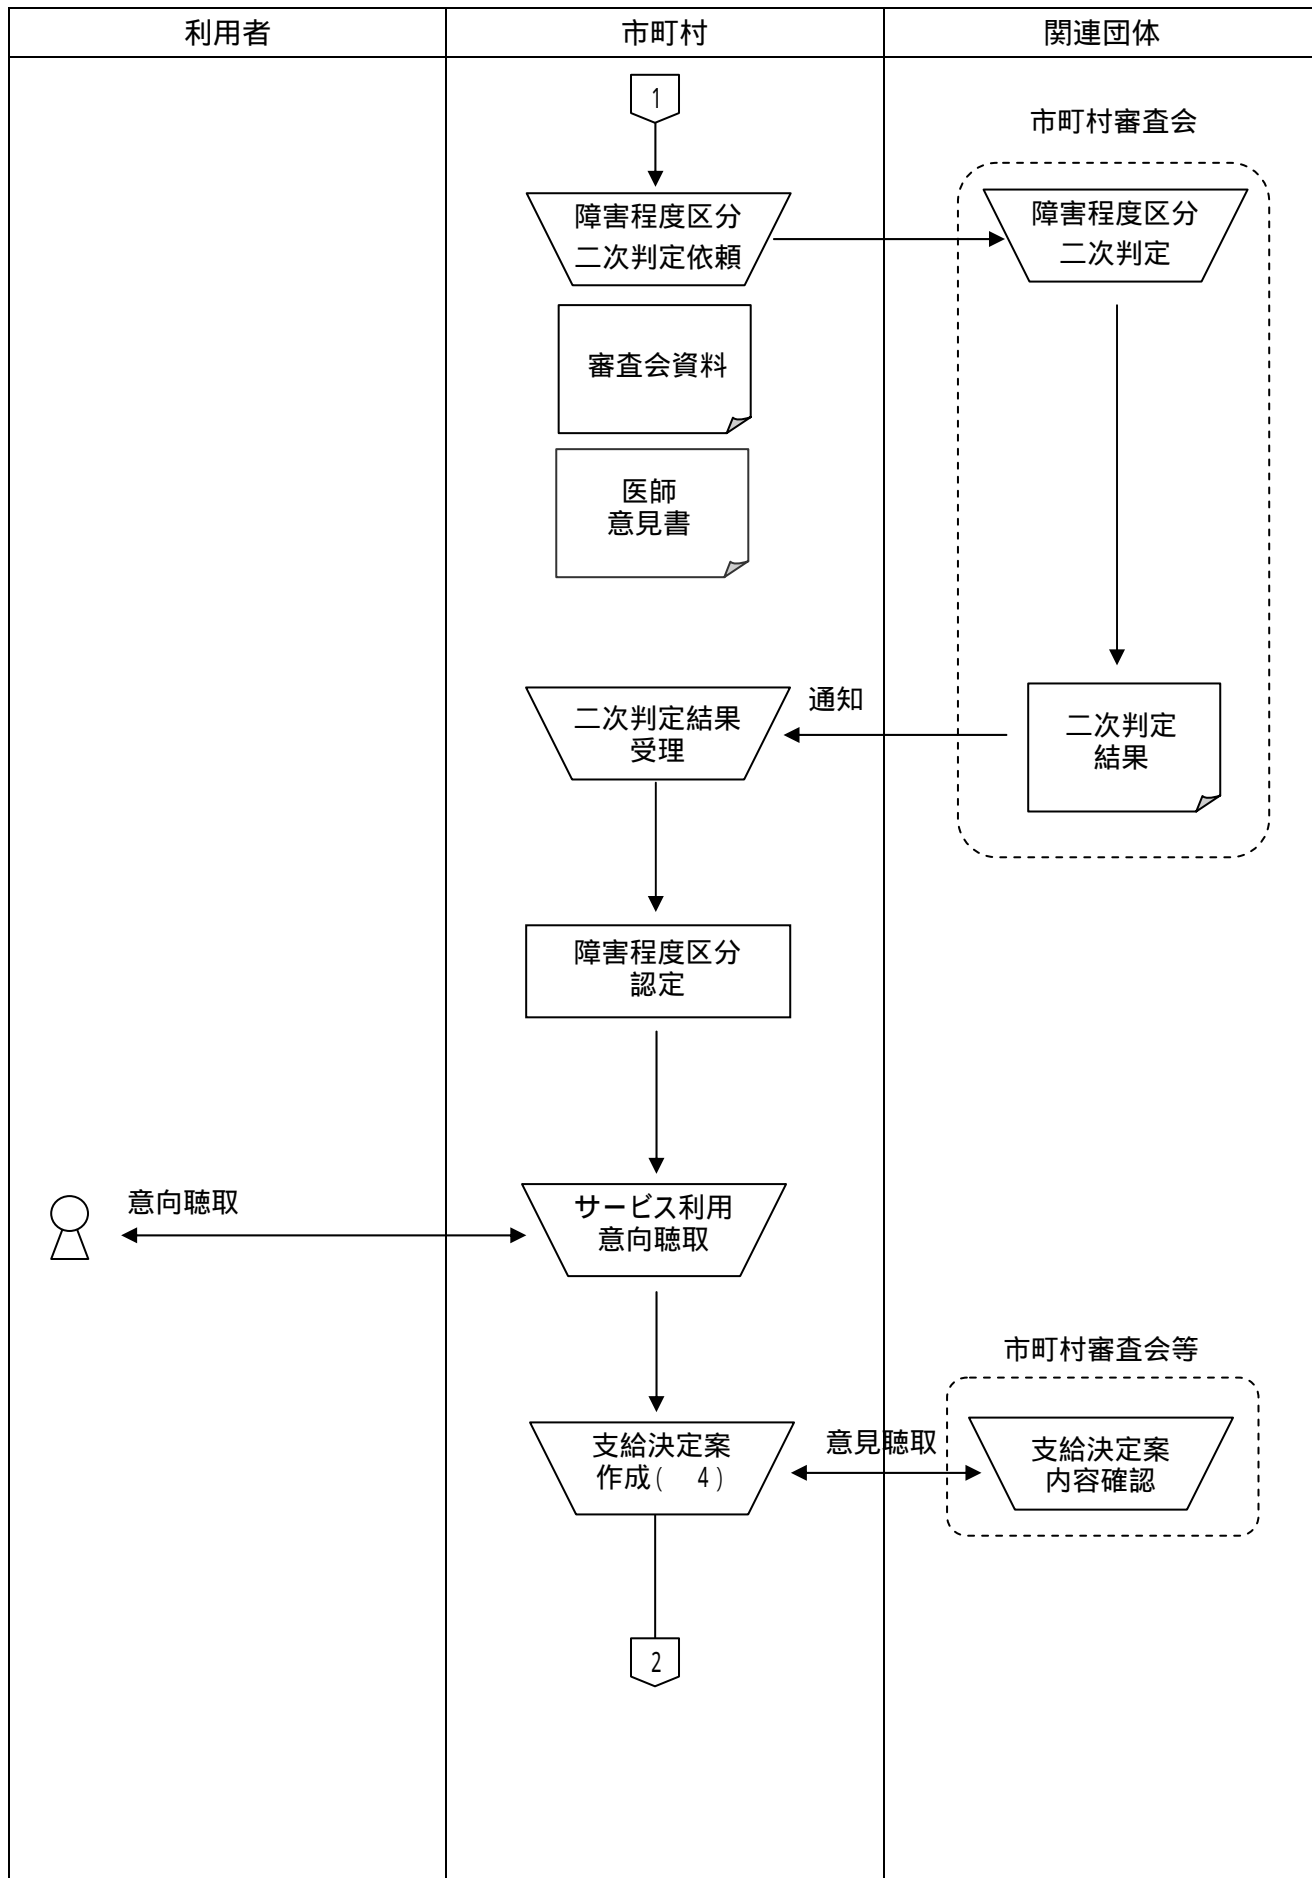 利用者
市町村
関連団体
1
市町村審査会
障害程度区分
二次判定依頼
障害程度区分
二次判定
審査会資料
医師
意見書
二次判定結果
受理
通知
二次判定
結果
障害程度区分
認定
意向聴取
サービス利用
意向聴取
市町村審査会等
支給決定案
作成(　4)
意見聴取
支給決定案
内容確認
2